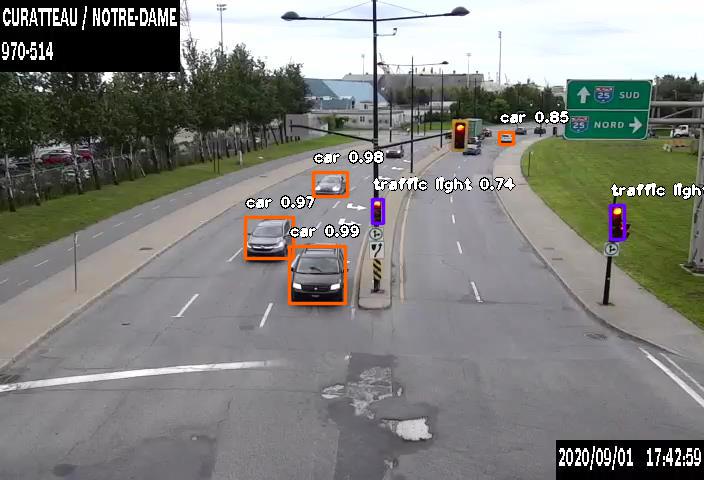 CURATTEAU / NOTRE-DAME
970-514
car 0.85
25 SUD
25 NORD
car 0.98
traffic light 0.74
traffic light
car 0.97
car 0.99
2020/09/01 17:42:59